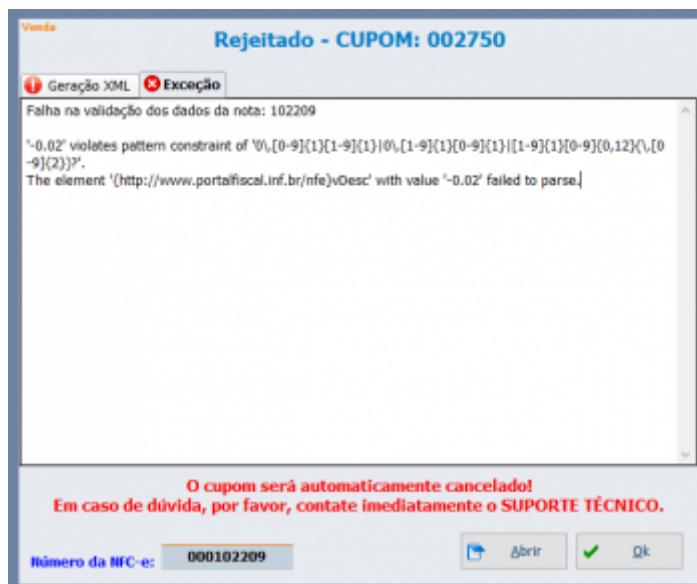 Venda
Rejeitado - CUPOM: 002750
Geração XML Exceção
Falha na validação dos dados da nota: 102209
'-0.02' violates pattern constraint of '0\.[0-9]{1}[1-9]{1}|0\.[1-9]{1}[0-9]{1}|[1-9]{1}[0-9]{0,12}(\.[0
-9]{2})?'.
The element '{http://www.portalfiscal.inf.br/nfe}vDesc' with value '-0.02' failed to parse.
O cupom será automaticamente cancelado!
Em caso de dúvida, por favor, contate imediatamente o SUPORTE TÉCNICO.
Número da NFC-e: 000102209 Abrir Ok